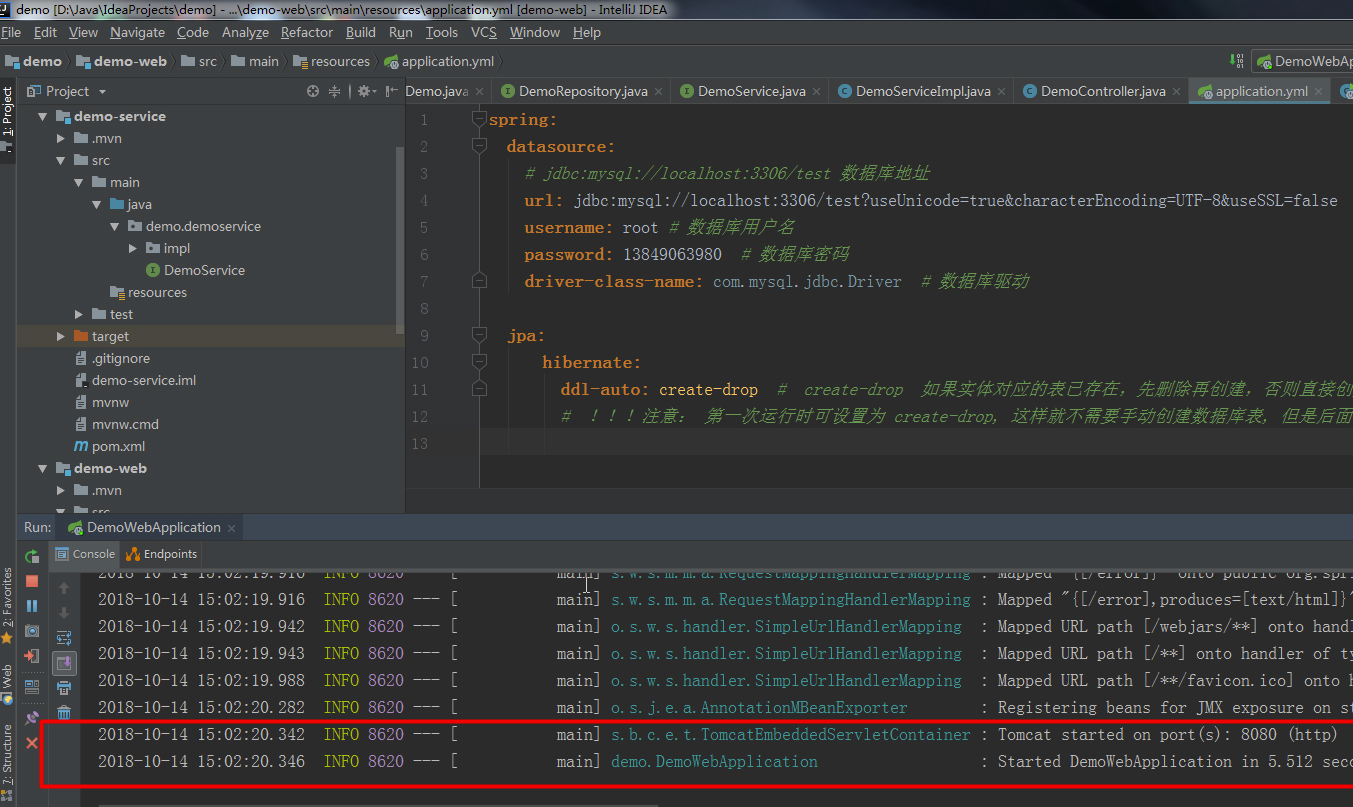 demo [D:\Java\IdeaProjects\demo] - ...\demo-web\src\main\resources\application.yml [demo-web] - IntelliJ IDEA
File Edit View Navigate Code Analyze Refactor Build Run Tools VCS Window Help
demo demo-web src main resources application.yml DemoWebAp
1: Project
Project
Demo.java DemoRepository.java DemoService.java DemoServiceImpl.java DemoController.java application.yml
demo-service
.mvn
src
main
java
demo.demoservice
impl
DemoService
resources
test
target
.gitignore
demo-service.iml
mvnw
mvnw.cmd
pom.xml
demo-web
.mvn
src
1 spring:
2 datasource:
3 # jdbc:mysql://localhost:3306/test 数据库地址
4 url: jdbc:mysql://localhost:3306/test?useUnicode=true&characterEncoding=UTF-8&useSSL=false
5 username: root # 数据库用户名
6 password: 13849063980 # 数据库密码
7 driver-class-name: com.mysql.jdbc.Driver # 数据库驱动
8
9 jpa:
10 hibernate:
11 ddl-auto: create-drop # create-drop 如果实体对应的表已存在，先删除再创建，否则直接创
12 # ！！！注意： 第一次运行时可设置为 create-drop, 这样就不需要手动创建数据库表, 但是后面
13
Run: DemoWebApplication
Console Endpoints
2: Favorites
Web
7: Structure
2018-10-14 15:02:19.916 INFO 8620 --- [ main] s.w.s.m.m.a.RequestMappingHandlerMapping : Mapped "{[/error]}" onto public org.spri
2018-10-14 15:02:19.916 INFO 8620 --- [ main] s.w.s.m.m.a.RequestMappingHandlerMapping : Mapped "{[/error],produces=[text/html]}"
2018-10-14 15:02:19.942 INFO 8620 --- [ main] o.s.w.s.handler.SimpleUrlHandlerMapping : Mapped URL path [/webjars/**] onto handl
2018-10-14 15:02:19.943 INFO 8620 --- [ main] o.s.w.s.handler.SimpleUrlHandlerMapping : Mapped URL path [/**] onto handler of ty
2018-10-14 15:02:19.988 INFO 8620 --- [ main] o.s.w.s.handler.SimpleUrlHandlerMapping : Mapped URL path [/**/favicon.ico] onto h
2018-10-14 15:02:20.282 INFO 8620 --- [ main] o.s.j.e.a.AnnotationMBeanExporter : Registering beans for JMX exposure on st
2018-10-14 15:02:20.342 INFO 8620 --- [ main] s.b.c.e.t.TomcatEmbeddedServletContainer : Tomcat started on port(s): 8080 (http)
2018-10-14 15:02:20.346 INFO 8620 --- [ main] demo.DemoWebApplication : Started DemoWebApplication in 5.512 seco